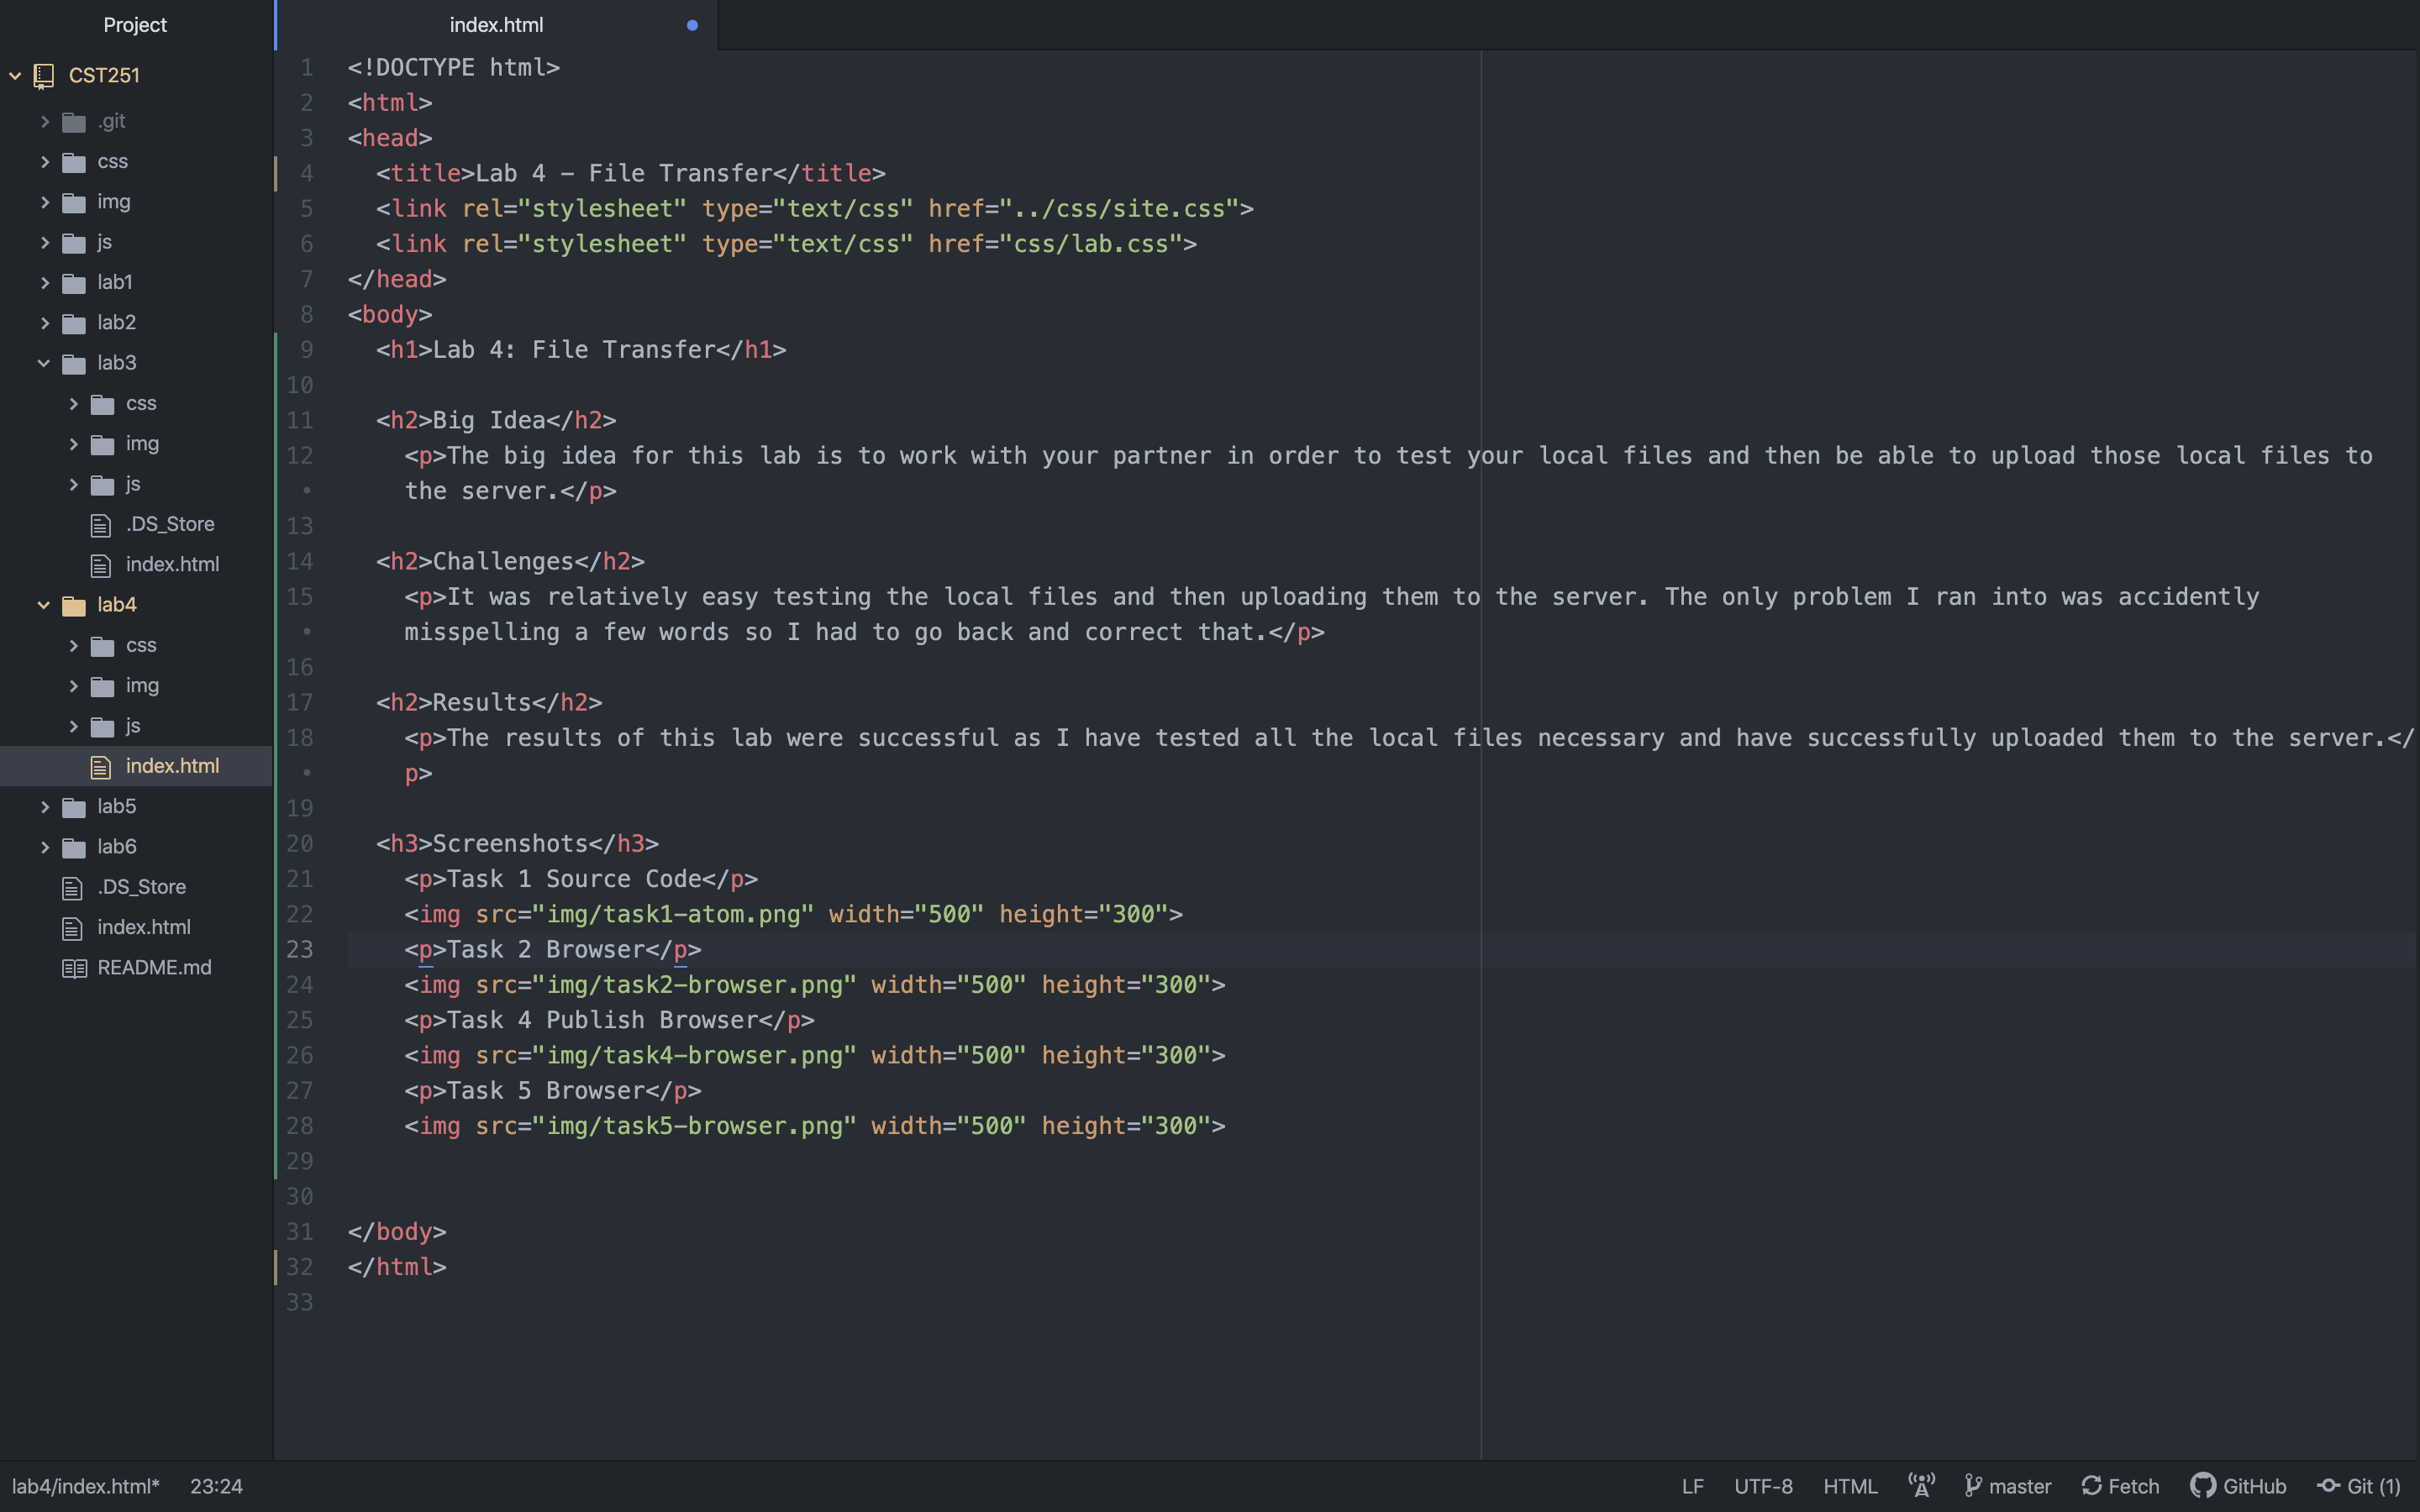 Project
CST251
.git
css
img
js
lab1
lab2
lab3
css
img
js
.DS_Store
index.html
lab4
css
img
js
index.html
lab5
lab6
.DS_Store
index.html
README.md
index.html
1 <!DOCTYPE html>
2 <html>
3 <head>
4   <title>Lab 4 – File Transfer</title>
5   <link rel="stylesheet" type="text/css" href="../css/site.css">
6   <link rel="stylesheet" type="text/css" href="css/lab.css">
7 </head>
8 <body>
9   <h1>Lab 4: File Transfer</h1>
10
11   <h2>Big Idea</h2>
12     <p>The big idea for this lab is to work with your partner in order to test your local files and then be able to upload those local files to
•     the server.</p>
13
14   <h2>Challenges</h2>
15     <p>It was relatively easy testing the local files and then uploading them to the server. The only problem I ran into was accidently
•     misspelling a few words so I had to go back and correct that.</p>
16
17   <h2>Results</h2>
18     <p>The results of this lab were successful as I have tested all the local files necessary and have successfully uploaded them to the server.</
•     p>
19
20   <h3>Screenshots</h3>
21     <p>Task 1 Source Code</p>
22     <img src="img/task1-atom.png" width="500" height="300">
23     <p>Task 2 Browser</p>
24     <img src="img/task2-browser.png" width="500" height="300">
25     <p>Task 4 Publish Browser</p>
26     <img src="img/task4-browser.png" width="500" height="300">
27     <p>Task 5 Browser</p>
28     <img src="img/task5-browser.png" width="500" height="300">
29
30
31 </body>
32 </html>
33
lab4/index.html* 23:24 LF UTF-8 HTML master Fetch GitHub Git (1)